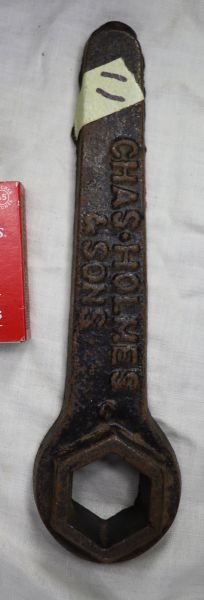 11
CHAS. HOLMES
& SONS